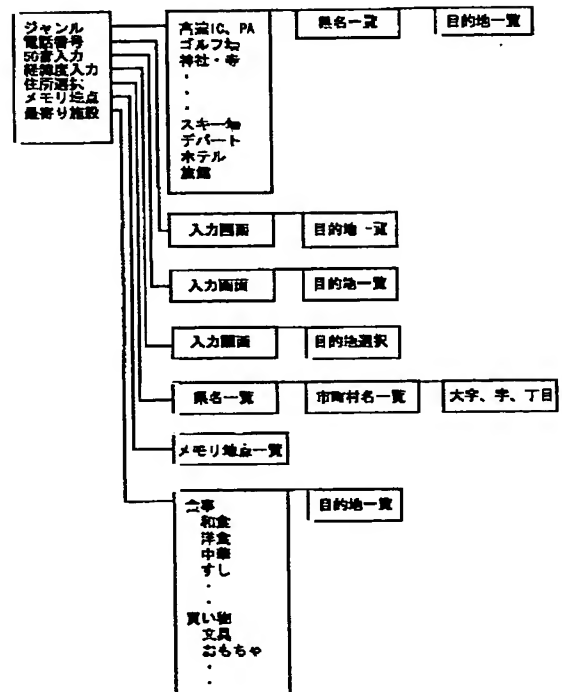 ジャンル
電話番号
50音入力
経緯度入力
住所選択
メモリ地点
最寄り施設
高速IC、PA
ゴルフ場
神社・寺
・
・
・
スキー場
デパート
ホテル
旅館
県名一覧
目的地一覧
入力画面
目的地一覧
入力画面
目的地一覧
入力画面
目的地選択
県名一覧
市町村名一覧
大字、字、丁目
メモリ地点一覧
食事
和食
洋食
中華
すし
・
・
買い物
文具
おもちゃ
・
・
目的地一覧